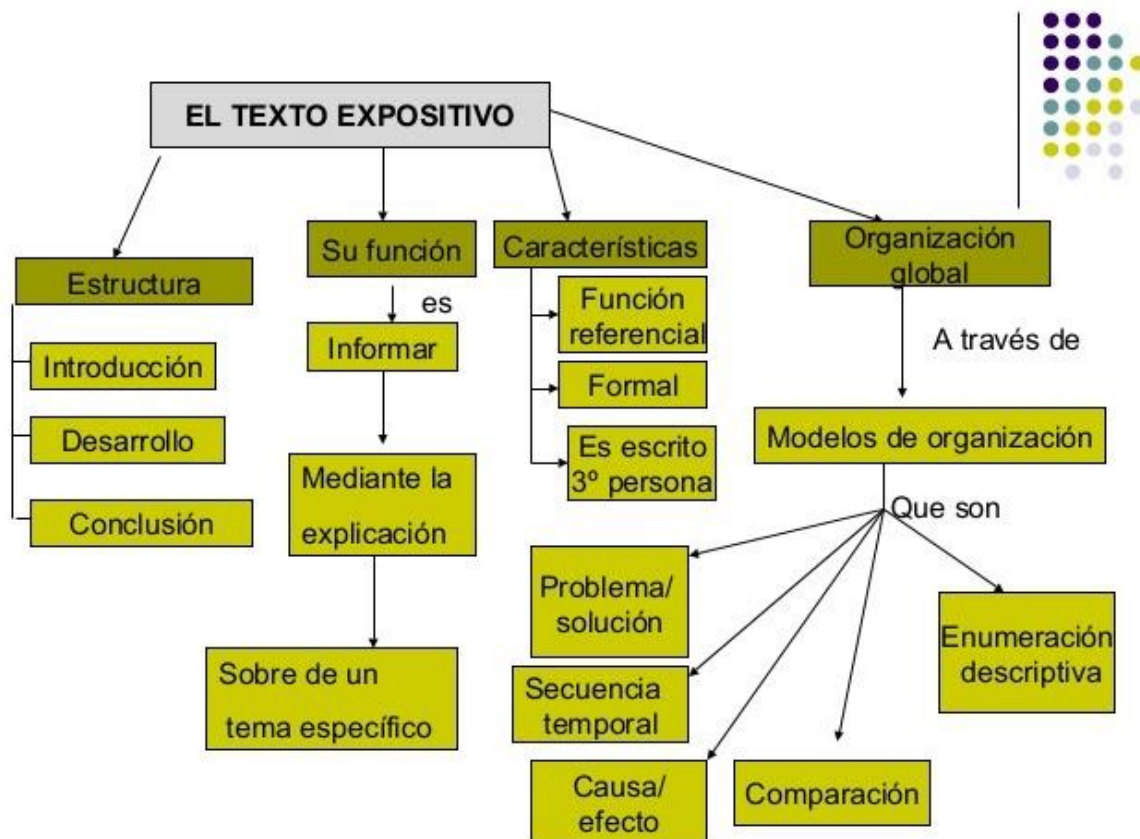 EL TEXTO EXPOSITIVO
Estructura
Introducción
Desarrollo
Conclusión
Su función
es
Informar
Mediante la
explicación
Sobre de un
tema específico
Características
Función
referencial
Formal
Es escrito
3º persona
Organización
global
A través de
Modelos de organización
Que son
Problema/
solución
Secuencia
temporal
Causa/
efecto
Comparación
Enumeración
descriptiva